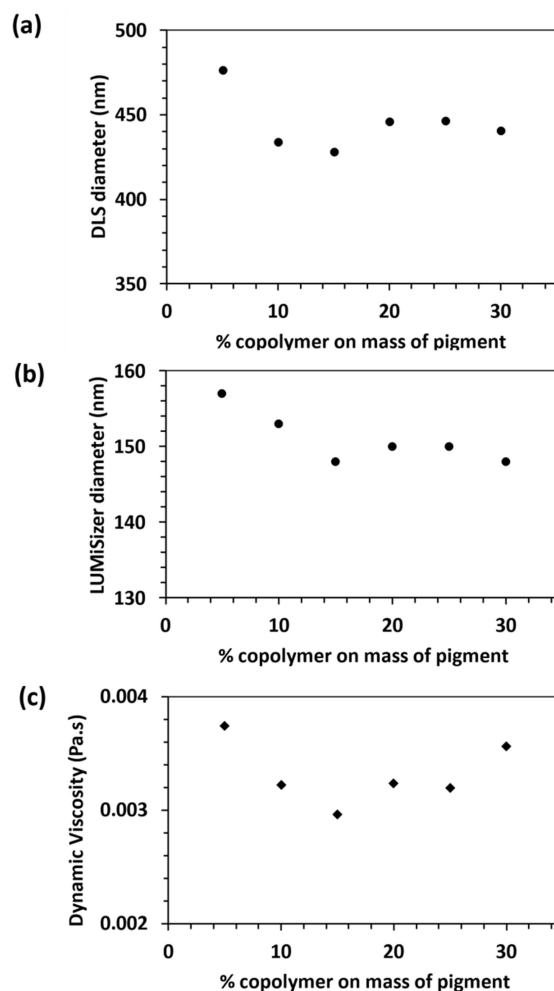 (a)
500
450
400
350
DLS diameter (nm)
0 10 20 30
% copolymer on mass of pigment
(b)
160
150
140
130
LUMiSizer diameter (nm)
0 10 20 30
% copolymer on mass of pigment
(c)
0.004
0.003
0.002
Dynamic Viscosity (Pa.s)
0 10 20 30
% copolymer on mass of pigment